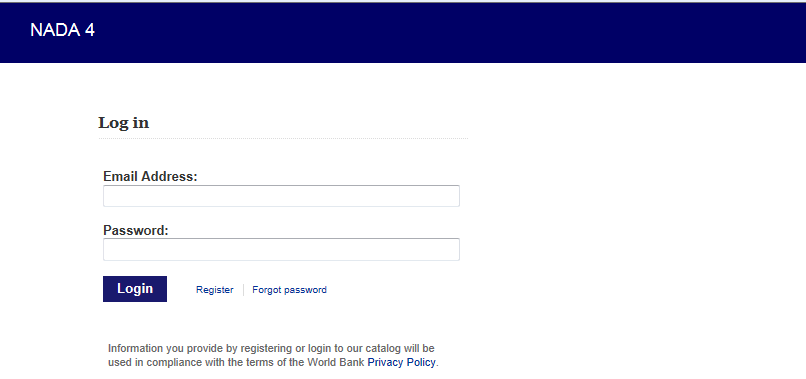 NADA 4
Log in
Email Address:
Password:
Login
Register
Forgot password
Information you provide by registering or login to our catalog will be
used in compliance with the terms of the World Bank Privacy Policy.